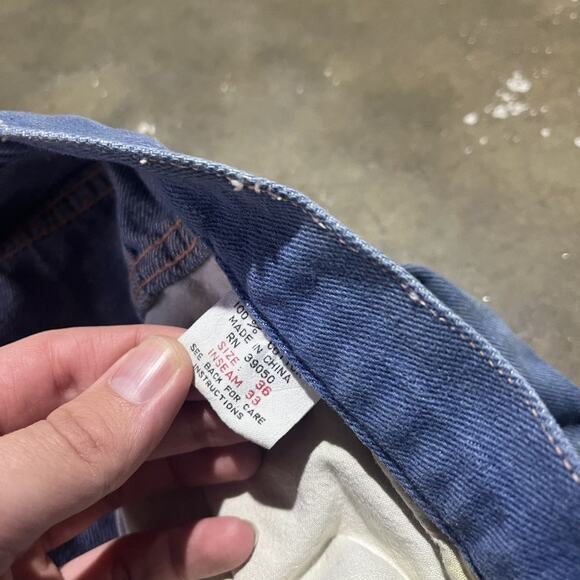 100%
MADE IN CHINA
RN 39050
SIZE: 36
INSEAM 33
SEE BACK FOR CARE
INSTRUCTIONS